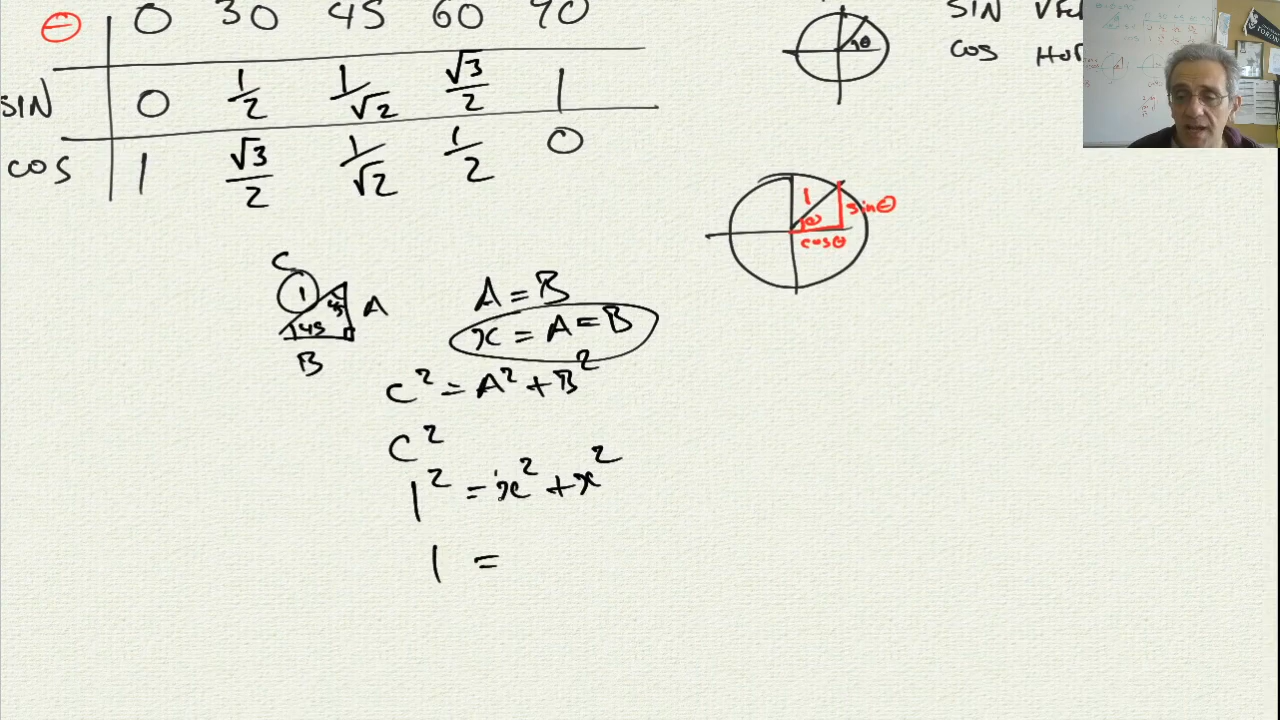 θ 0 30 45 60 90
SIN 0 1/2 1/√2 √3/2 1
COS 1 √3/2 1/√2 1/2 0
θ
SIN
COS
1
θ
sinθ
cosθ
C
1
45
45
A
B
A = B
x = A = B
C² = A² + B²
C²
1² = x² + x²
1 =